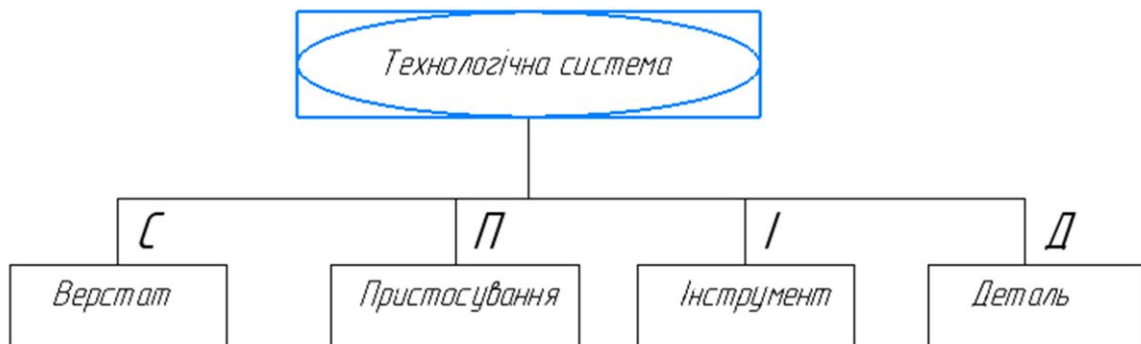 Технологічна система
С П І Д
Верстат Пристосування Інструмент Деталь